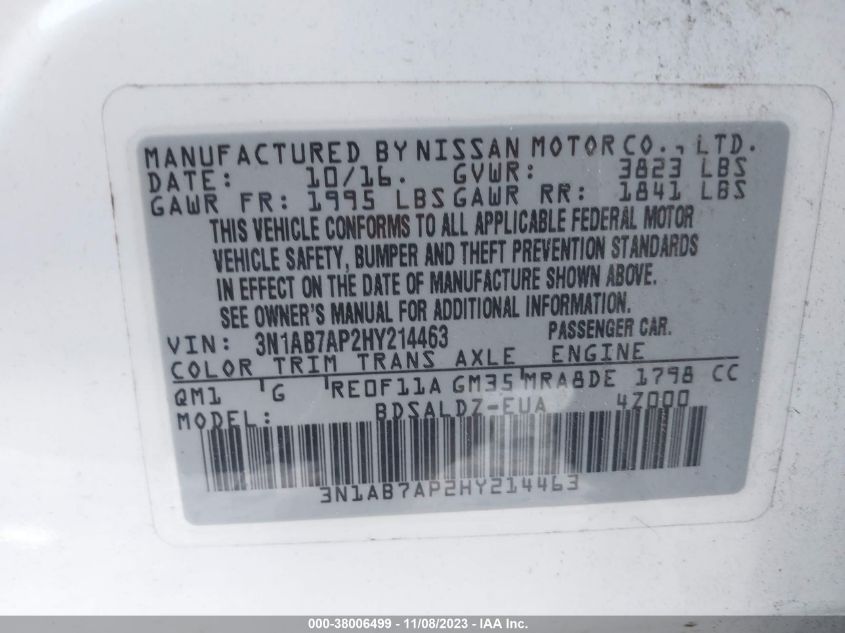 MANUFACTURED BY NISSAN MOTOR CO., LTD.
DATE: 10/16. GVWR: 3823 LBS
GAWR FR: 1995 LBS GAWR RR: 1841 LBS
THIS VEHICLE CONFORMS TO ALL APPLICABLE FEDERAL MOTOR
VEHICLE SAFETY, BUMPER AND THEFT PREVENTION STANDARDS
IN EFFECT ON THE DATE OF MANUFACTURE SHOWN ABOVE.
SEE OWNER'S MANUAL FOR ADDITIONAL INFORMATION.
VIN: 3N1AB7AP2HY214463 PASSENGER CAR.
COLOR TRIM TRANS AXLE ENGINE
QM1 G RE0F11A GM35 MRA8DE 1798 CC
MODEL: BDSALDZ-EUA 4Z000
3N1AB7AP2HY214463
000-38006499 - 11/08/2023 - IAA Inc.